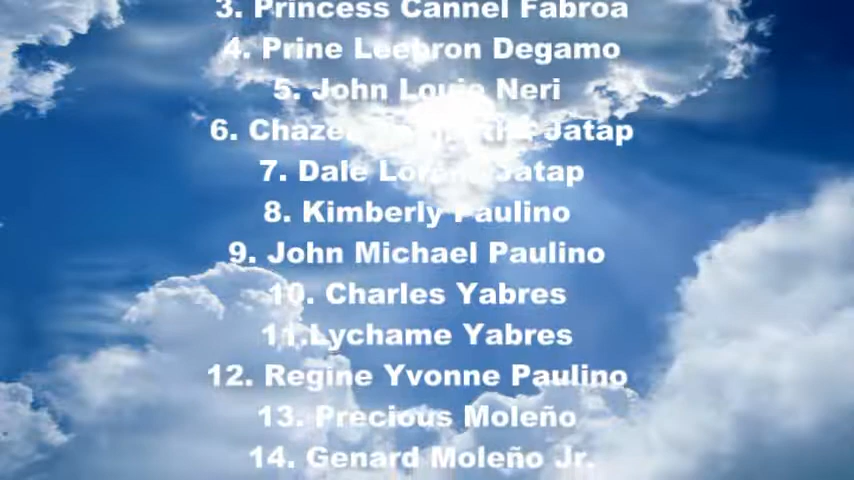 3. Princess Cannel Fabroa
4. Prine Leebron Degamo
5. John Louie Neri
6. Jatap
7. Dale Jatap
8. Kimberly Paulino
9. John Michael Paulino
10. Charles Yabres
11.Lychame Yabres
12. Regine Yvonne Paulino
13. Precious Moleño
14. Genard Moleño Jr.